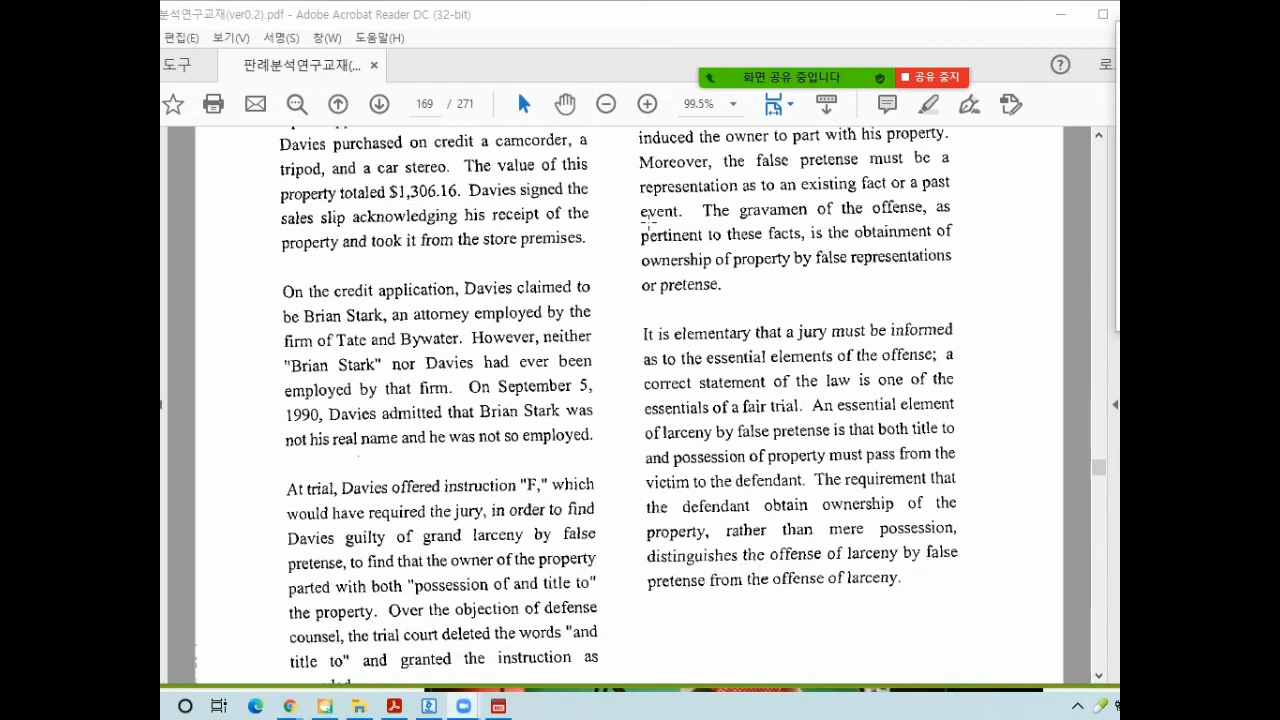 분석연구교재(ver0.2).pdf - Adobe Acrobat Reader DC (32-bit)
편집(E) 보기(V) 서명(S) 창(W) 도움말(H)
도구 판례분석연구교재(... ×
화면 공유 중입니다 공유 중지
169 / 271 99.5%
Davies purchased on credit a camcorder, a
tripod, and a car stereo. The value of this
property totaled $1,306.16. Davies signed the
sales slip acknowledging his receipt of the
property and took it from the store premises.
On the credit application, Davies claimed to
be Brian Stark, an attorney employed by the
firm of Tate and Bywater. However, neither
"Brian Stark" nor Davies had ever been
employed by that firm. On September 5,
1990, Davies admitted that Brian Stark was
not his real name and he was not so employed.
At trial, Davies offered instruction "F," which
would have required the jury, in order to find
Davies guilty of grand larceny by false
pretense, to find that the owner of the property
parted with both "possession of and title to"
the property. Over the objection of defense
counsel, the trial court deleted the words "and
title to" and granted the instruction as
induced the owner to part with his property.
Moreover, the false pretense must be a
representation as to an existing fact or a past
event. The gravamen of the offense, as
pertinent to these facts, is the obtainment of
ownership of property by false representations
or pretense.
It is elementary that a jury must be informed
as to the essential elements of the offense; a
correct statement of the law is one of the
essentials of a fair trial. An essential element
of larceny by false pretense is that both title to
and possession of property must pass from the
victim to the defendant. The requirement that
the defendant obtain ownership of the
property, rather than mere possession,
distinguishes the offense of larceny by false
pretense from the offense of larceny.